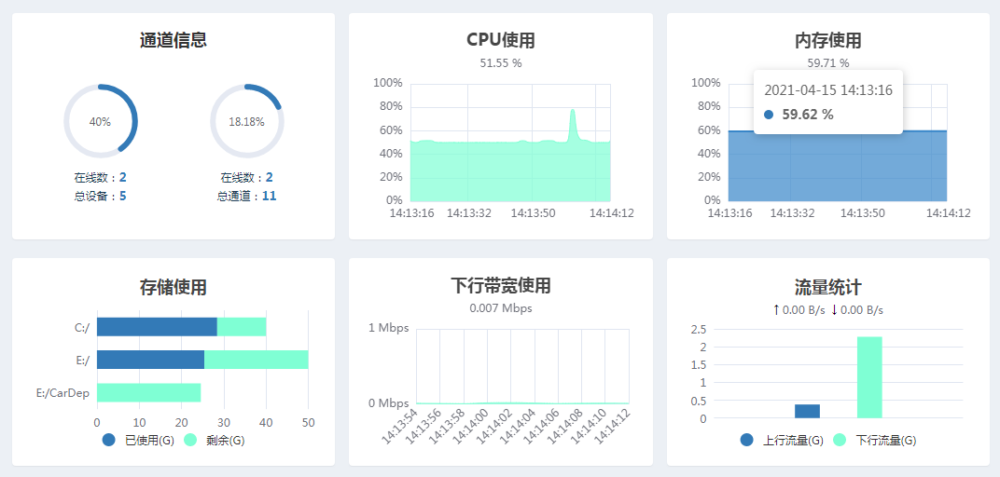 通道信息
40%
18.18%
在线数：2
总设备：5
在线数：2
总通道：11
CPU使用
51.55 %
100%
80%
60%
40%
20%
0%
14:13:16 14:13:32 14:13:50 14:14:12
内存使用
59.71 %
2021-04-15 14:13:16
59.62 %
100%
80%
60%
40%
20%
0%
14:13:16 14:13:32 14:13:50 14:14:12
存储使用
C:/
E:/
E:/CarDep
0 10 20 30 40 50
已使用(G) 剩余(G)
下行带宽使用
0.007 Mbps
1 Mbps
0 Mbps
14:13:54 14:13:56 14:13:58 14:14:00 14:14:02 14:14:04 14:14:06 14:14:08 14:14:10 14:14:12
流量统计
↑ 0.00 B/s ↓ 0.00 B/s
2.5
2
1.5
1
0.5
0
上行流量(G) 下行流量(G)